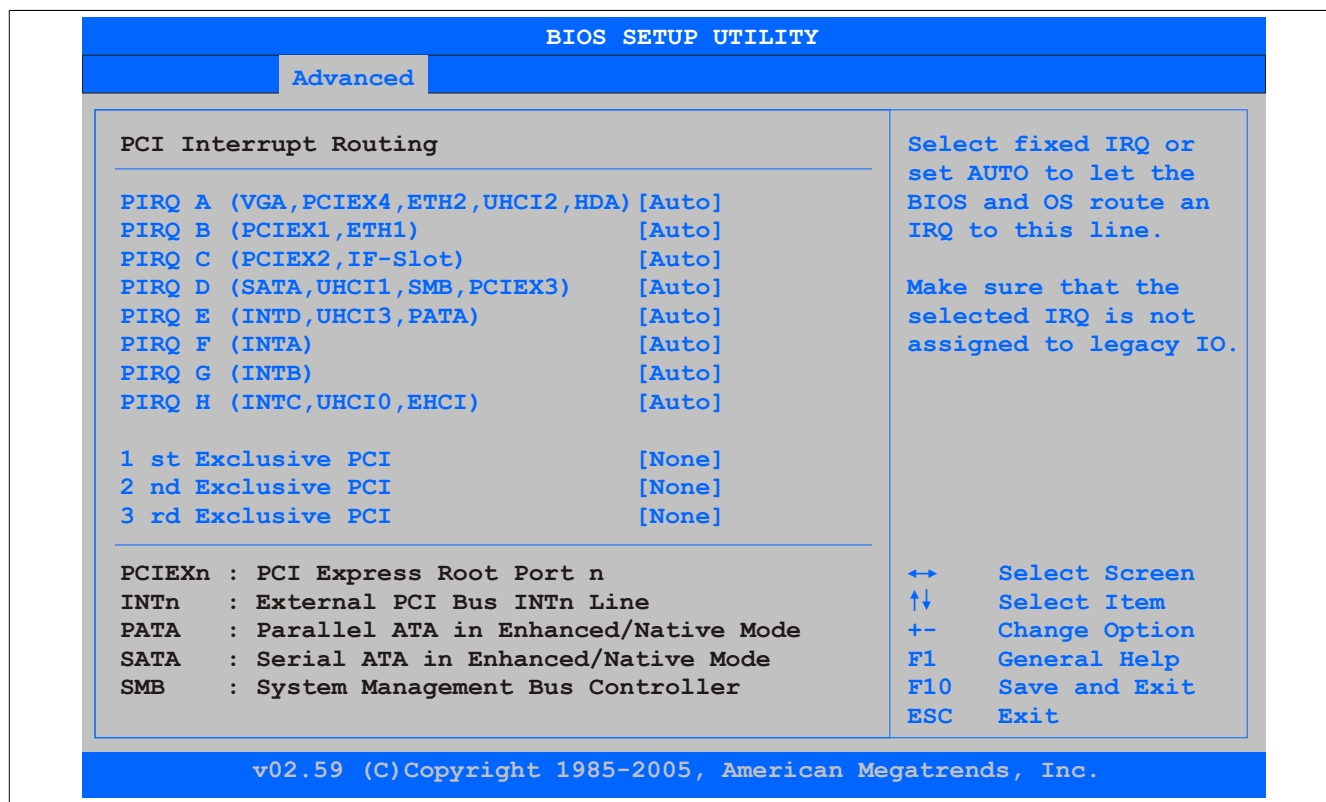 BIOS SETUP UTILITY
Advanced
PCI Interrupt Routing
PIRQ A (VGA,PCIEX4,ETH2,UHCI2,HDA) [Auto]
PIRQ B (PCIEX1,ETH1) [Auto]
PIRQ C (PCIEX2,IF-Slot) [Auto]
PIRQ D (SATA,UHCI1,SMB,PCIEX3) [Auto]
PIRQ E (INTD,UHCI3,PATA) [Auto]
PIRQ F (INTA) [Auto]
PIRQ G (INTB) [Auto]
PIRQ H (INTC,UHCI0,EHCI) [Auto]
1 st Exclusive PCI [None]
2 nd Exclusive PCI [None]
3 rd Exclusive PCI [None]
PCIEXn : PCI Express Root Port n
INTn : External PCI Bus INTn Line
PATA : Parallel ATA in Enhanced/Native Mode
SATA : Serial ATA in Enhanced/Native Mode
SMB : System Management Bus Controller
Select fixed IRQ or
set AUTO to let the
BIOS and OS route an
IRQ to this line.
Make sure that the
selected IRQ is not
assigned to legacy IO.
↔ Select Screen
↑↓ Select Item
+- Change Option
F1 General Help
F10 Save and Exit
ESC Exit
v02.59 (C)Copyright 1985-2005, American Megatrends, Inc.